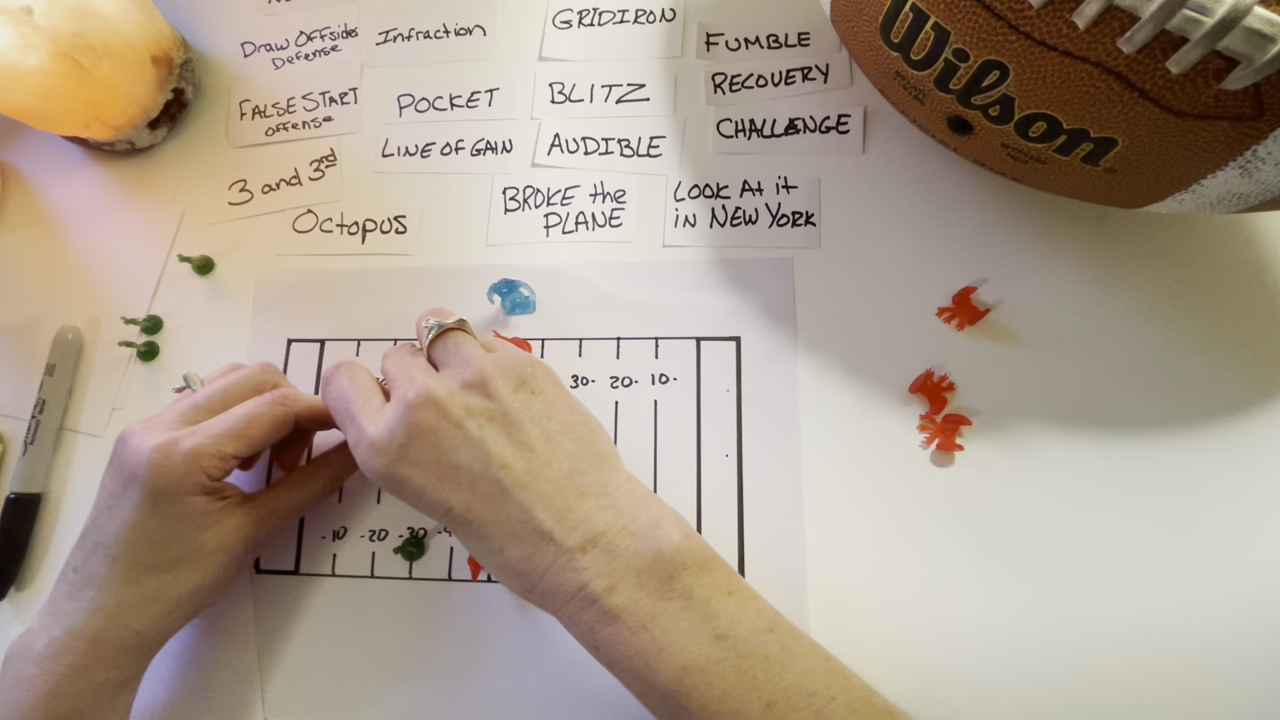 Draw Offsides
Defense
Infraction
GRIDIRON
FUMBLE
FALSE START
offense
POCKET
BLITZ
RECOVERY
LINE OF GAIN
AUDIBLE
CHALLENGE
3 and 3rd
Octopus
BROKE the
PLANE
LOOK At it
iN NEW YORK
Wilson
30- 20- 10-
-10 -20 -30 -4